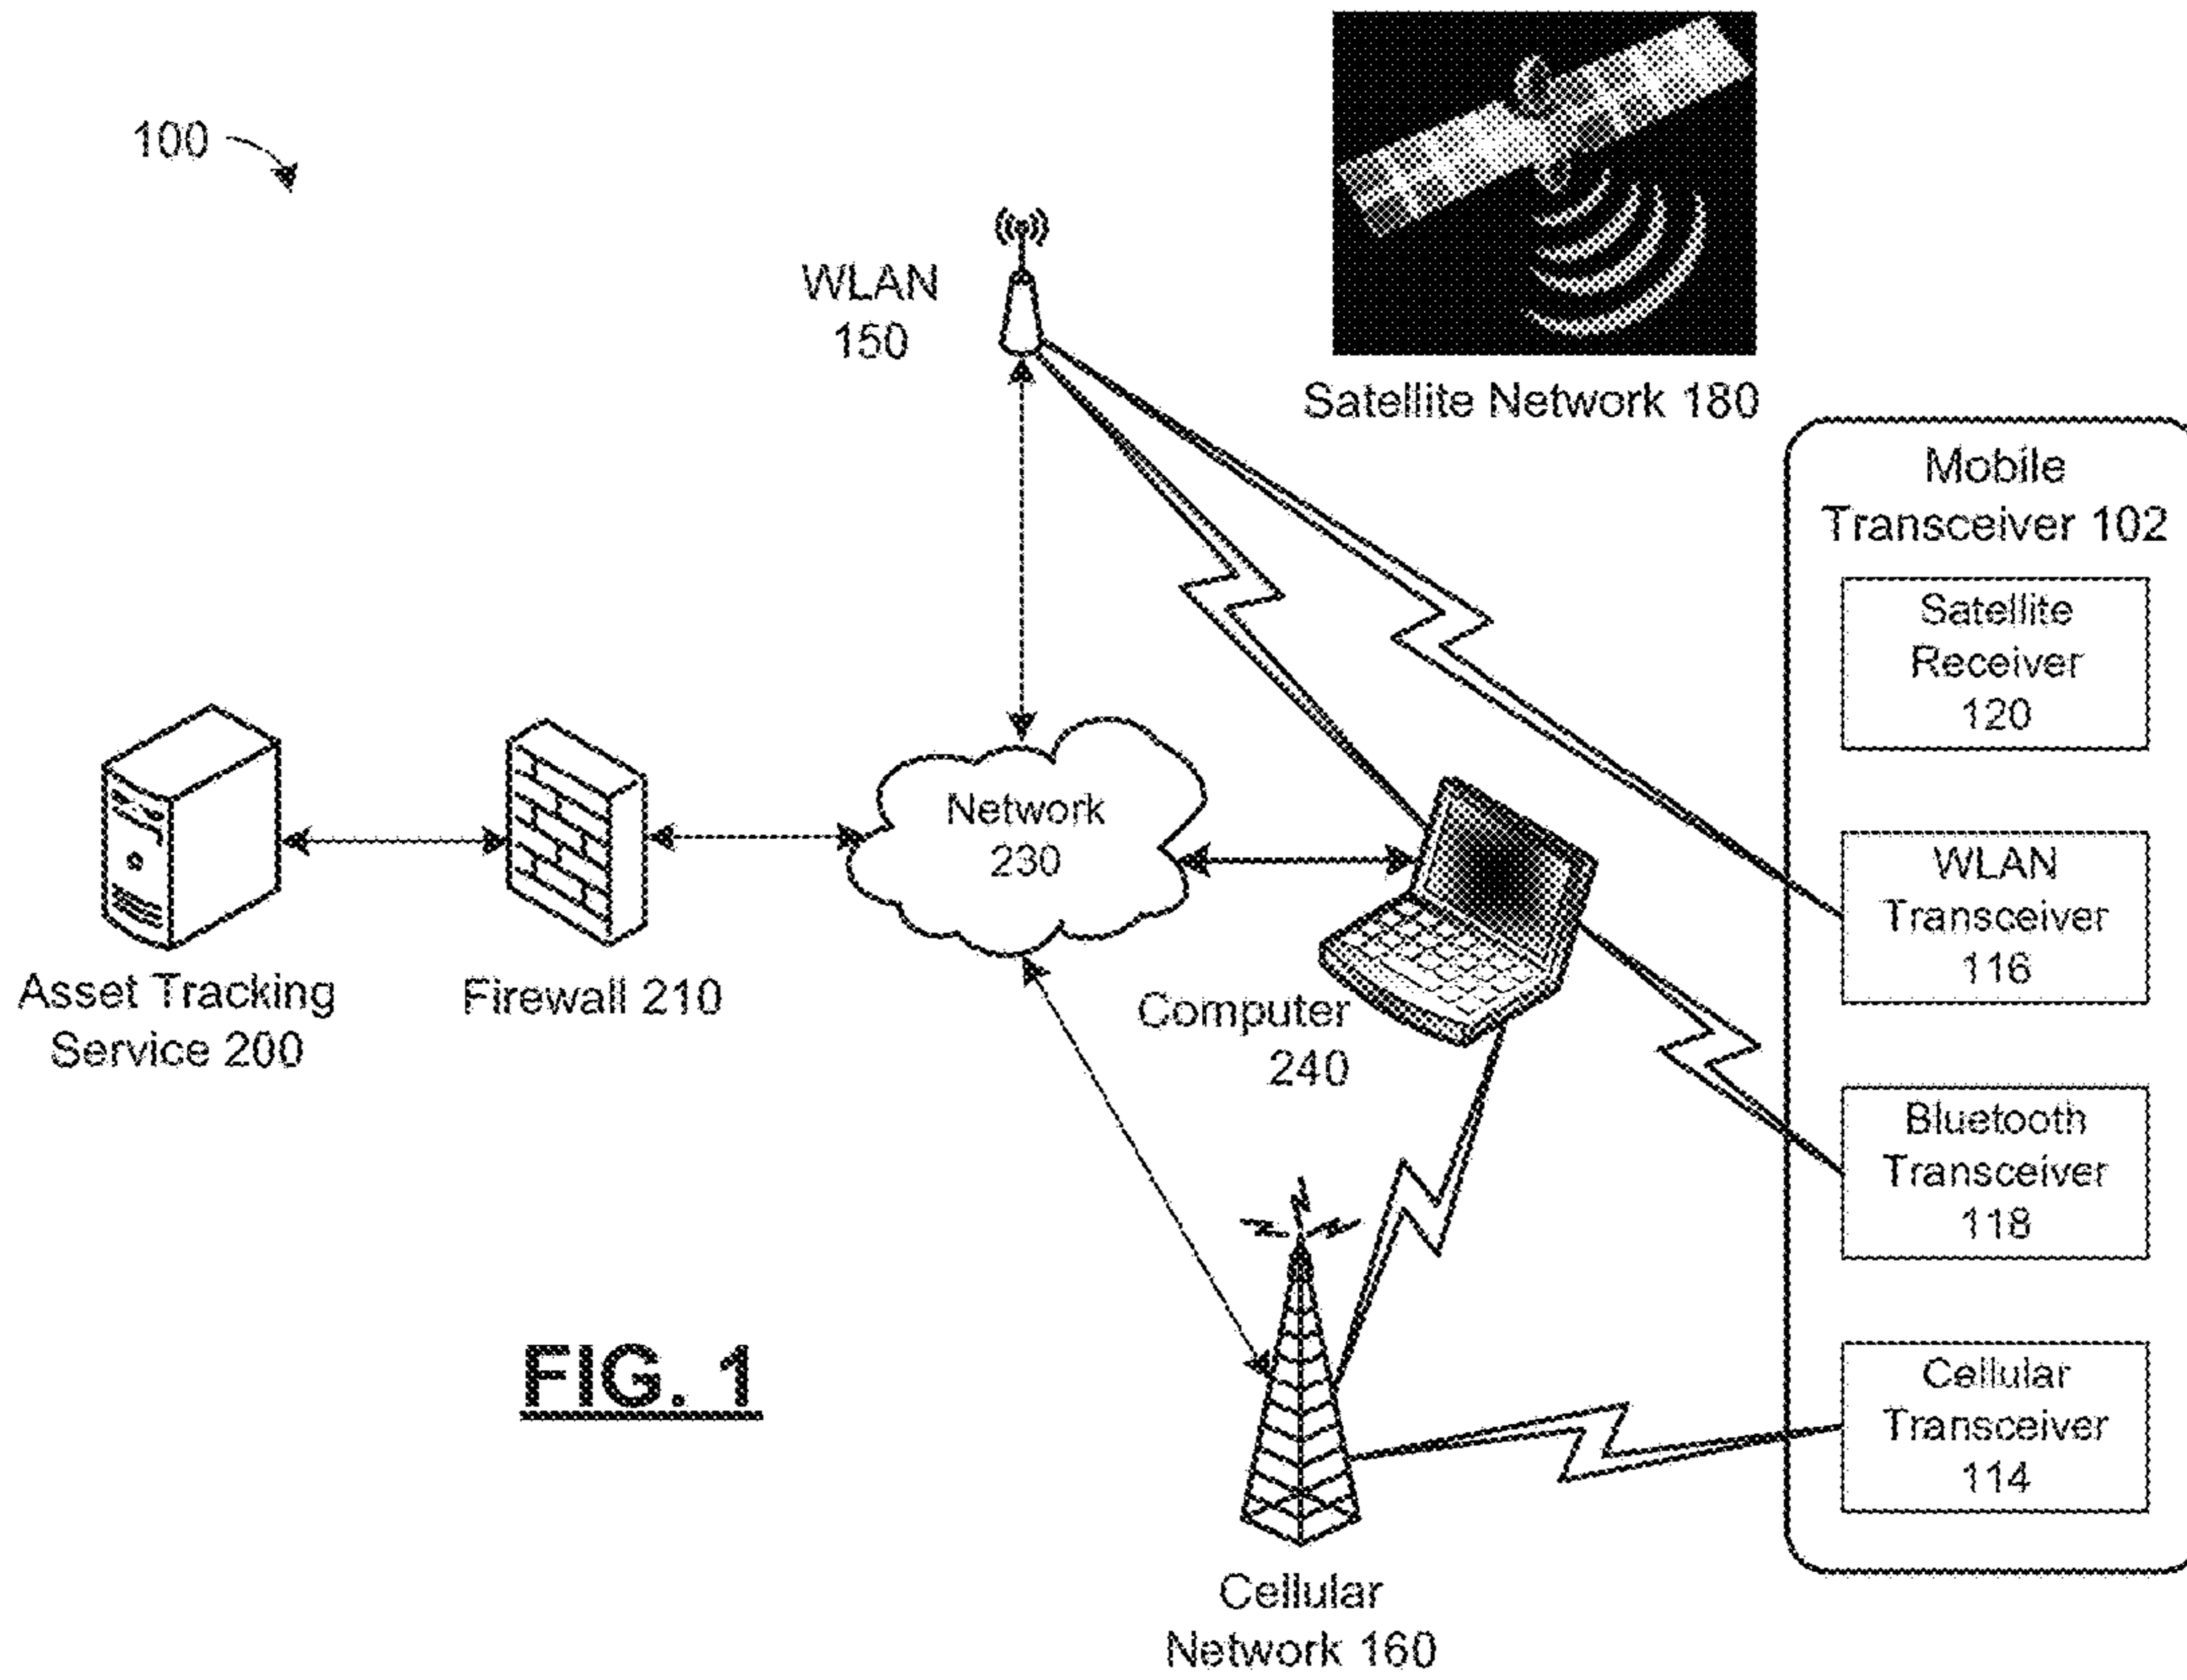 100
WLAN
150
Satellite Network 180
Mobile
Transceiver 102
Satellite
Receiver
120
WLAN
Transceiver
116
Bluetooth
Transceiver
118
Cellular
Transceiver
114
Network
230
Asset Tracking
Service 200
Firewall 210
Computer
240
FIG. 1
Cellular
Network 160